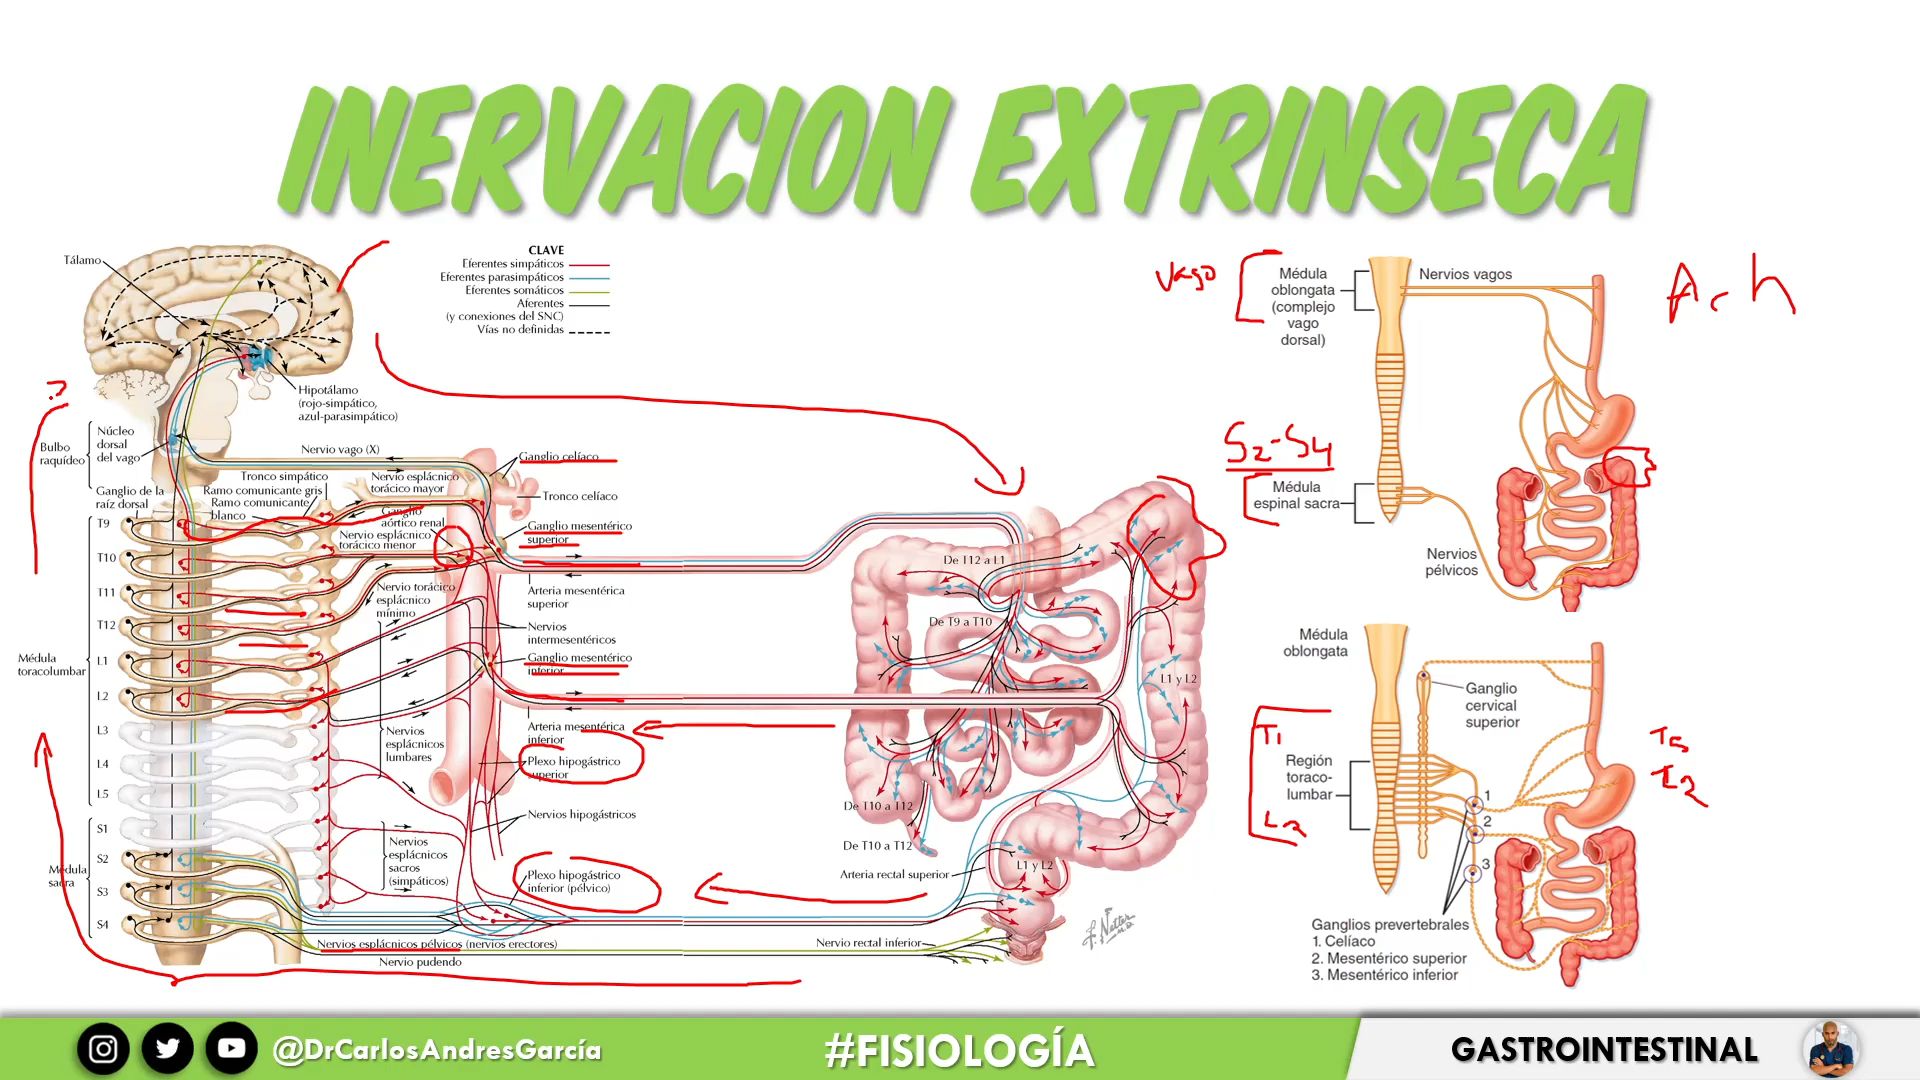 INERVACION EXTRINSECA
Tálamo
CLAVE
Eferentes simpáticos
Eferentes parasimpáticos
Eferentes somáticos
Aferentes
(y conexiones del SNC)
Vías no definidas
Hipotálamo
(rojo-simpático,
azul-parasimpático)
?
Bulbo
raquídeo
Núcleo
dorsal
del vago
Ganglio de la
raíz dorsal
Nervio vago (X)
Tronco simpático
Ramo comunicante gris
Ramo comunicante
blanco
Nervio esplácnico
torácico mayor
Ganglio
aórtico renal
Nervio esplácnico
torácico menor
Nervio torácico
esplácnico
mínimo
Ganglio celíaco
Tronco celíaco
Ganglio mesentérico
superior
Arteria mesentérica
superior
Nervios
intermesentéricos
Ganglio mesentérico
inferior
Arteria mesentérica
inferior
Plexo hipogástrico
superior
Nervios hipogástricos
Plexo hipogástrico
inferior (pélvico)
Nervios
esplácnicos
lumbares
Nervios
esplácnicos
sacros
(simpáticos)
Nervios esplácnicos pélvicos (nervios erectores)
Nervio pudendo
Médula
toracolumbar
Médula
sacra
T9
T10
T11
T12
L1
L2
L3
L4
L5
S1
S2
S3
S4
De T12 a L1
De T9 a T10
L1 y L2
De T10 a T12
De T10 a T12
L1 y L2
Arteria rectal superior
Nervio rectal inferior
F. Netter
M.D.
Vago
Médula
oblongata
(complejo
vago
dorsal)
Nervios vagos
Ach
S2-S4
Médula
espinal sacra
Nervios
pélvicos
Médula
oblongata
Ganglio
cervical
superior
T1
Región
toraco-
lumbar
L2
T5
L2
1
2
3
Ganglios prevertebrales
1. Celíaco
2. Mesentérico superior
3. Mesentérico inferior
@DrCarlosAndresGarcía
#FISIOLOGÍA
GASTROINTESTINAL